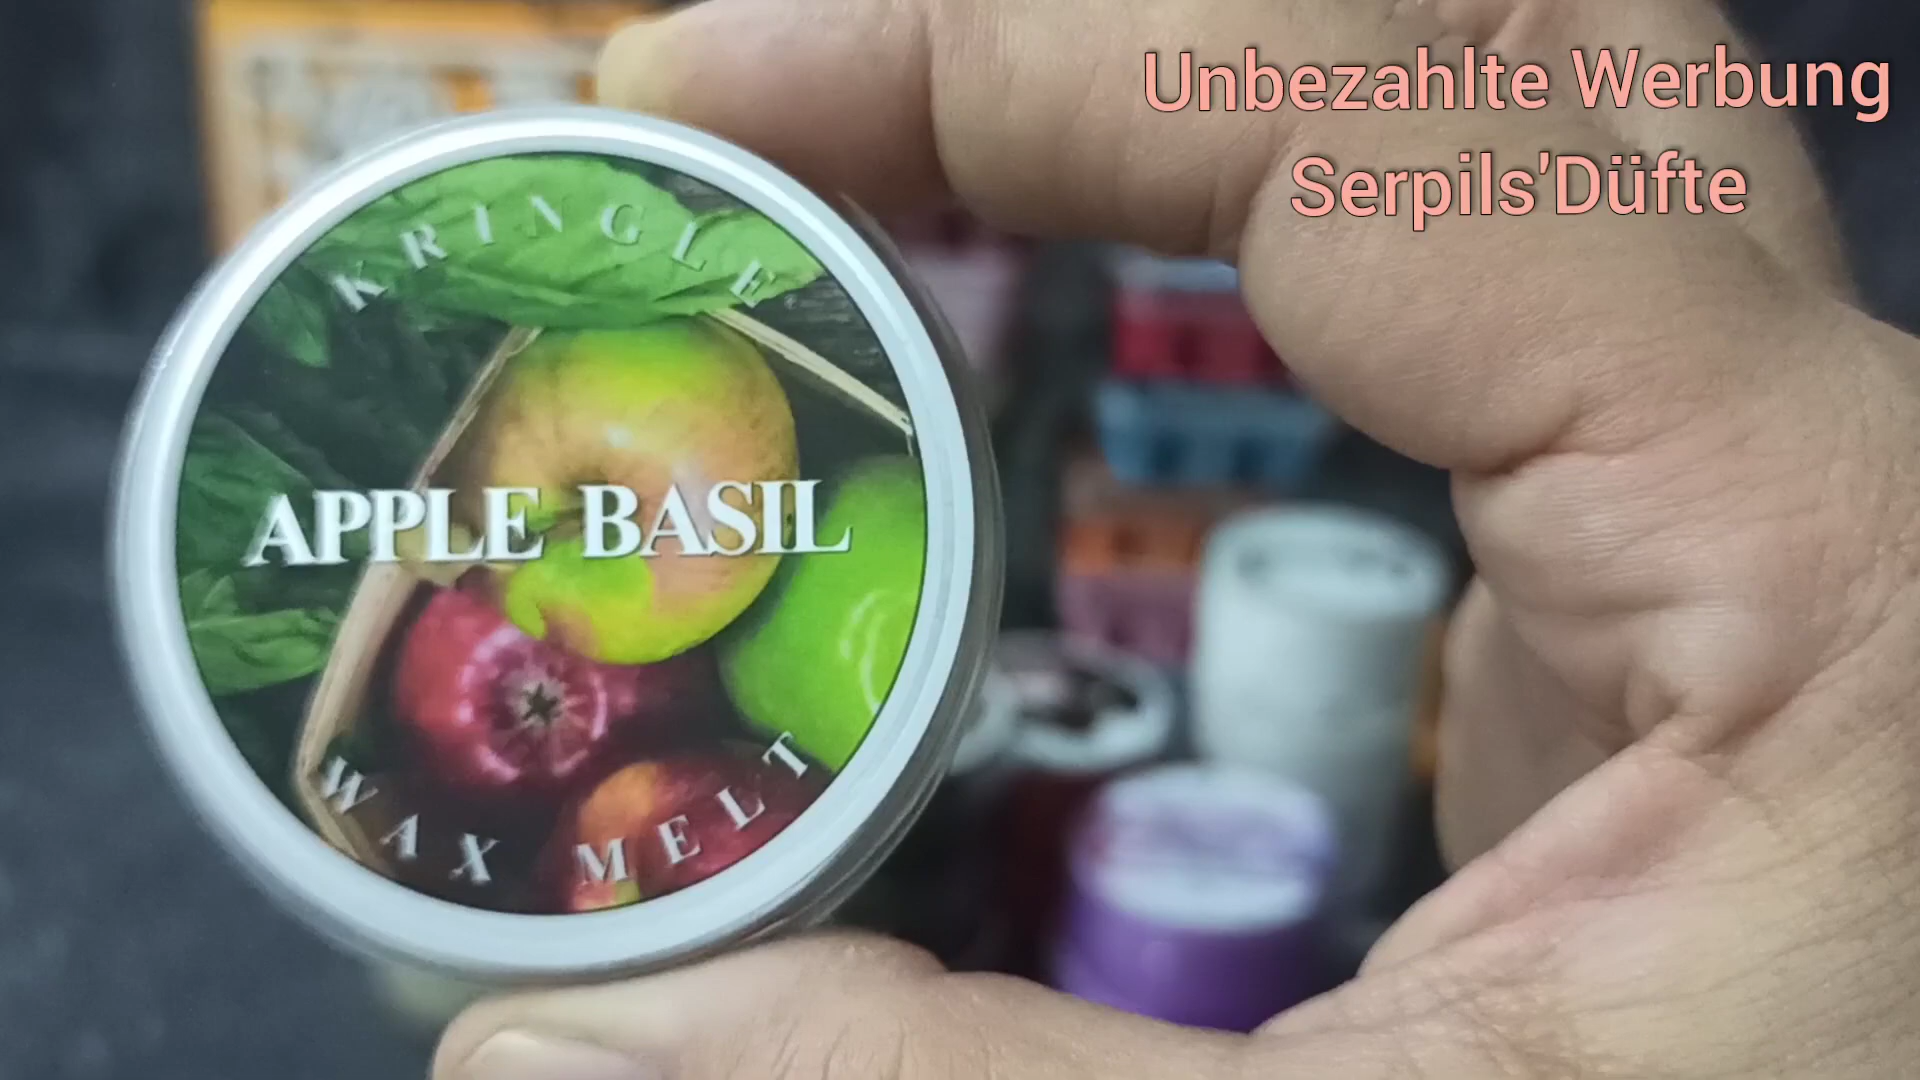 Unbezahlte Werbung
Serpils'Düfte
KRINGLE
APPLE BASIL
WAX MELT